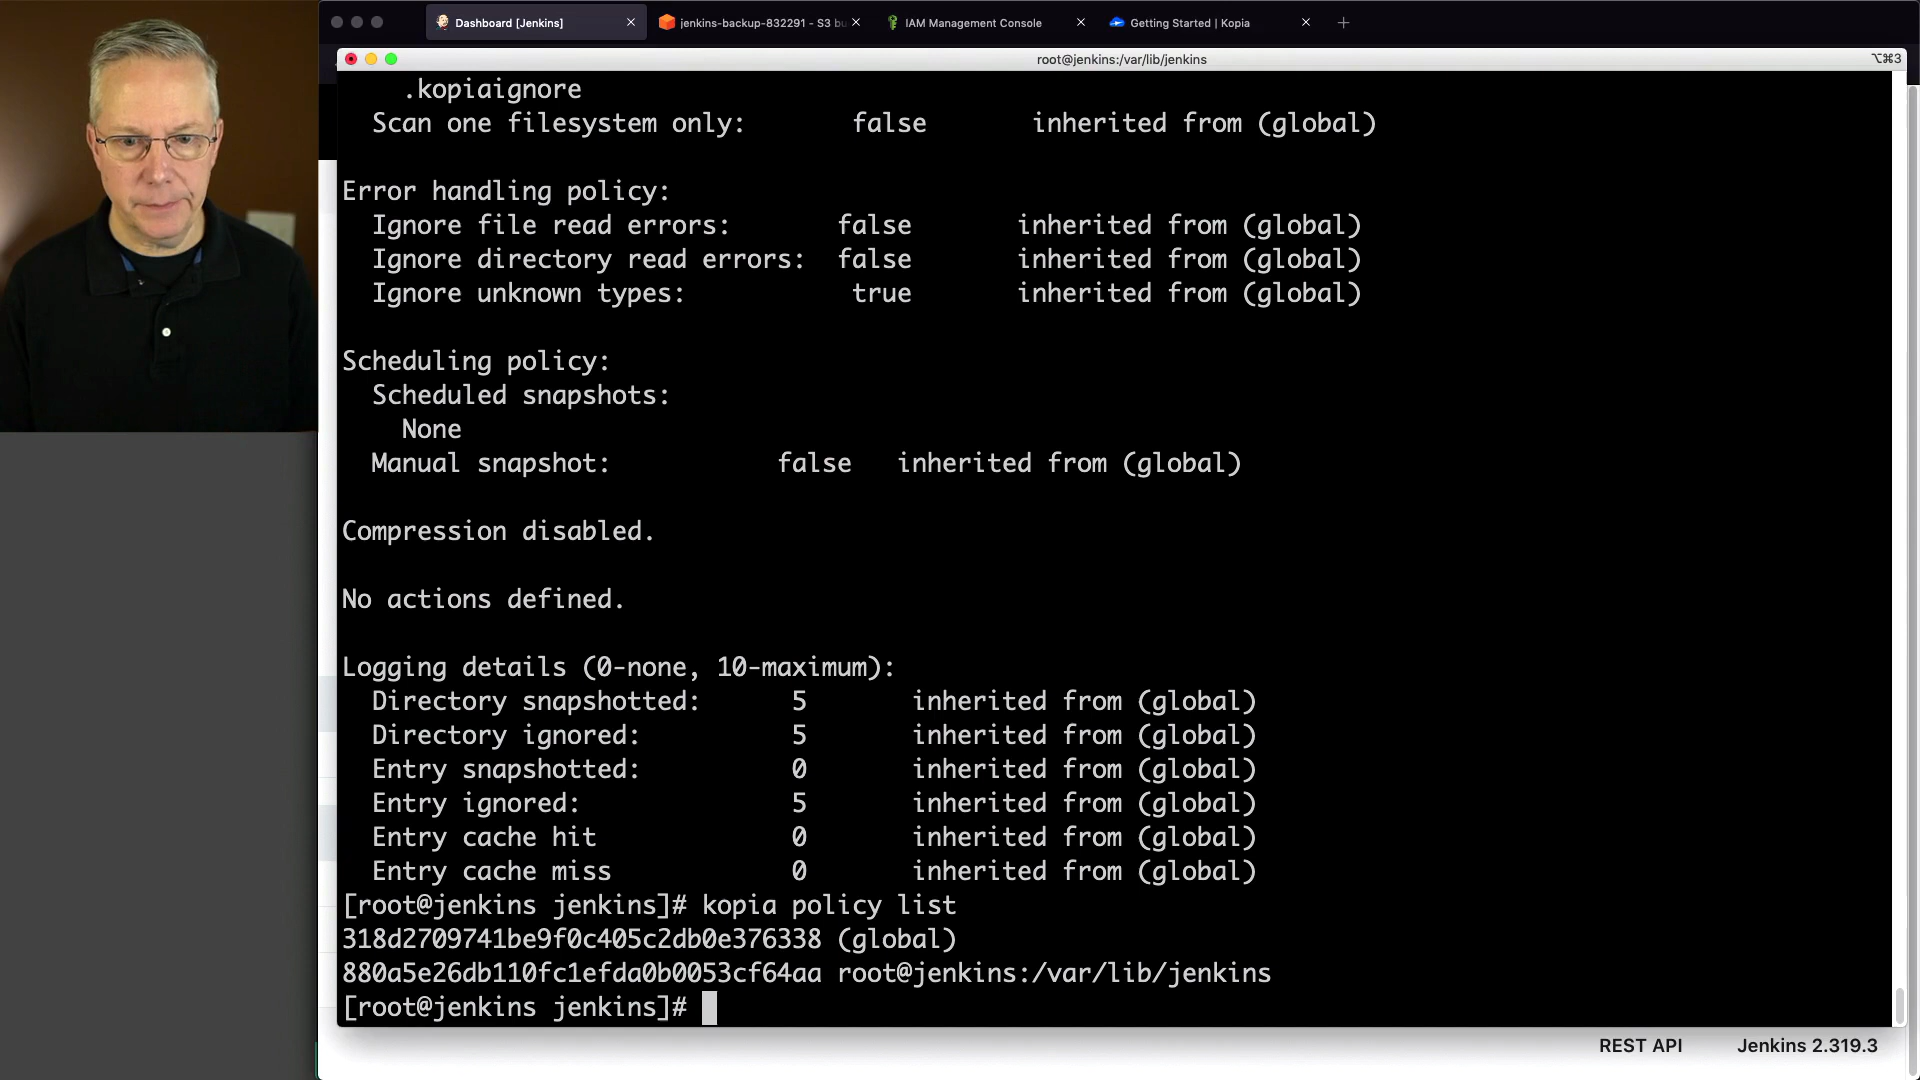 Dashboard [Jenkins]
jenkins-backup-832291 - S3 bu
IAM Management Console
Getting Started | Kopia
root@jenkins:/var/lib/jenkins
⌥⌘3
.kopiaignore
Scan one filesystem only: false inherited from (global)
Error handling policy:
Ignore file read errors: false inherited from (global)
Ignore directory read errors: false inherited from (global)
Ignore unknown types: true inherited from (global)
Scheduling policy:
Scheduled snapshots:
None
Manual snapshot: false inherited from (global)
Compression disabled.
No actions defined.
Logging details (0-none, 10-maximum):
Directory snapshotted: 5 inherited from (global)
Directory ignored: 5 inherited from (global)
Entry snapshotted: 0 inherited from (global)
Entry ignored: 5 inherited from (global)
Entry cache hit 0 inherited from (global)
Entry cache miss 0 inherited from (global)
[root@jenkins jenkins]# kopia policy list
318d2709741be9f0c405c2db0e376338 (global)
880a5e26db110fc1efda0b0053cf64aa root@jenkins:/var/lib/jenkins
[root@jenkins jenkins]#
REST API
Jenkins 2.319.3